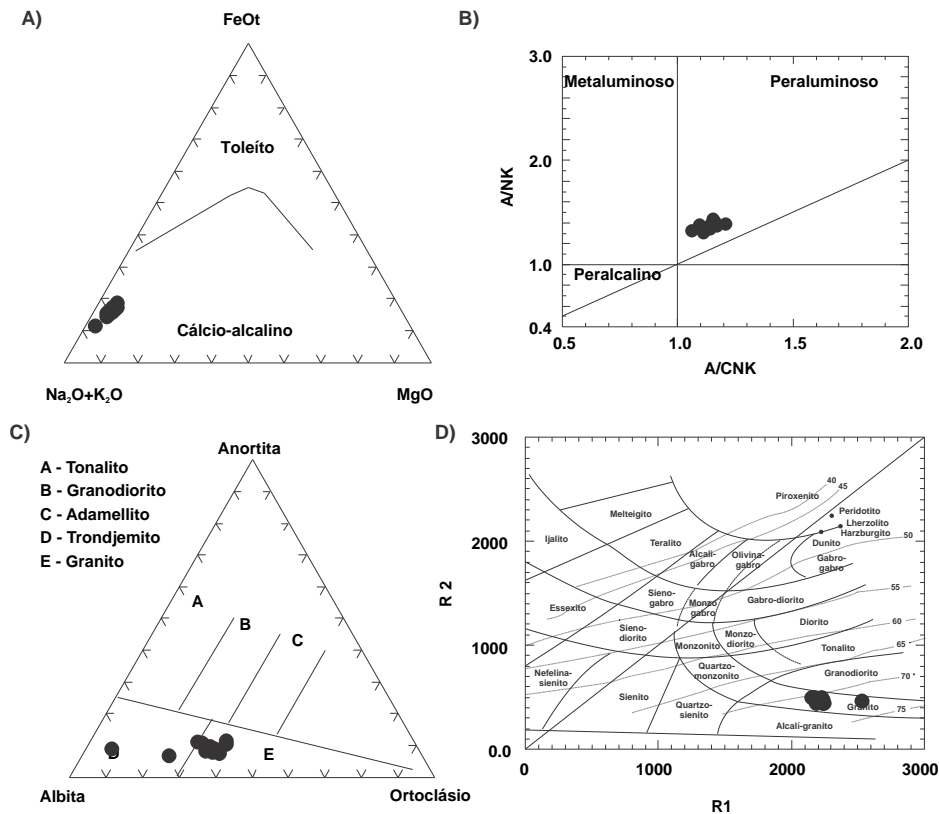 A)
FeOt
Toleíto
Cálcio-alcalino
Na₂O+K₂O
MgO
B)
3.0
2.0
1.0
0.4
A/NK
Metaluminoso
Peraluminoso
Peralcalino
0.5
1.0
1.5
2.0
A/CNK
C)
Anortita
A - Tonalito
B - Granodiorito
C - Adamellito
D - Trondjemito
E - Granito
A
B
C
D
E
Albita
Ortoclásio
D)
3000
2000
1000
0.0
R 2
40
45
Piroxenito
Peridotito
Lherzolito
Harzburgito
Melteigito
Ijalito
Teralito
Alcali-
gabro
Olivina-
gabro
Dunito
50
Gabro-
gabro
Sieno-
gabro
Monzo
gabro
Gabro-diorito
55
Essexito
Sieno-
diorito
Monzonito
Monzo-
diorito
Diorito
60
Tonalito
65
Nefelina-
sienito
Quartzo-
monzonito
Granodiorito
70
Sienito
Quartzo-
sienito
Granito
75
Alcalí-granito
0
1000
2000
3000
R1